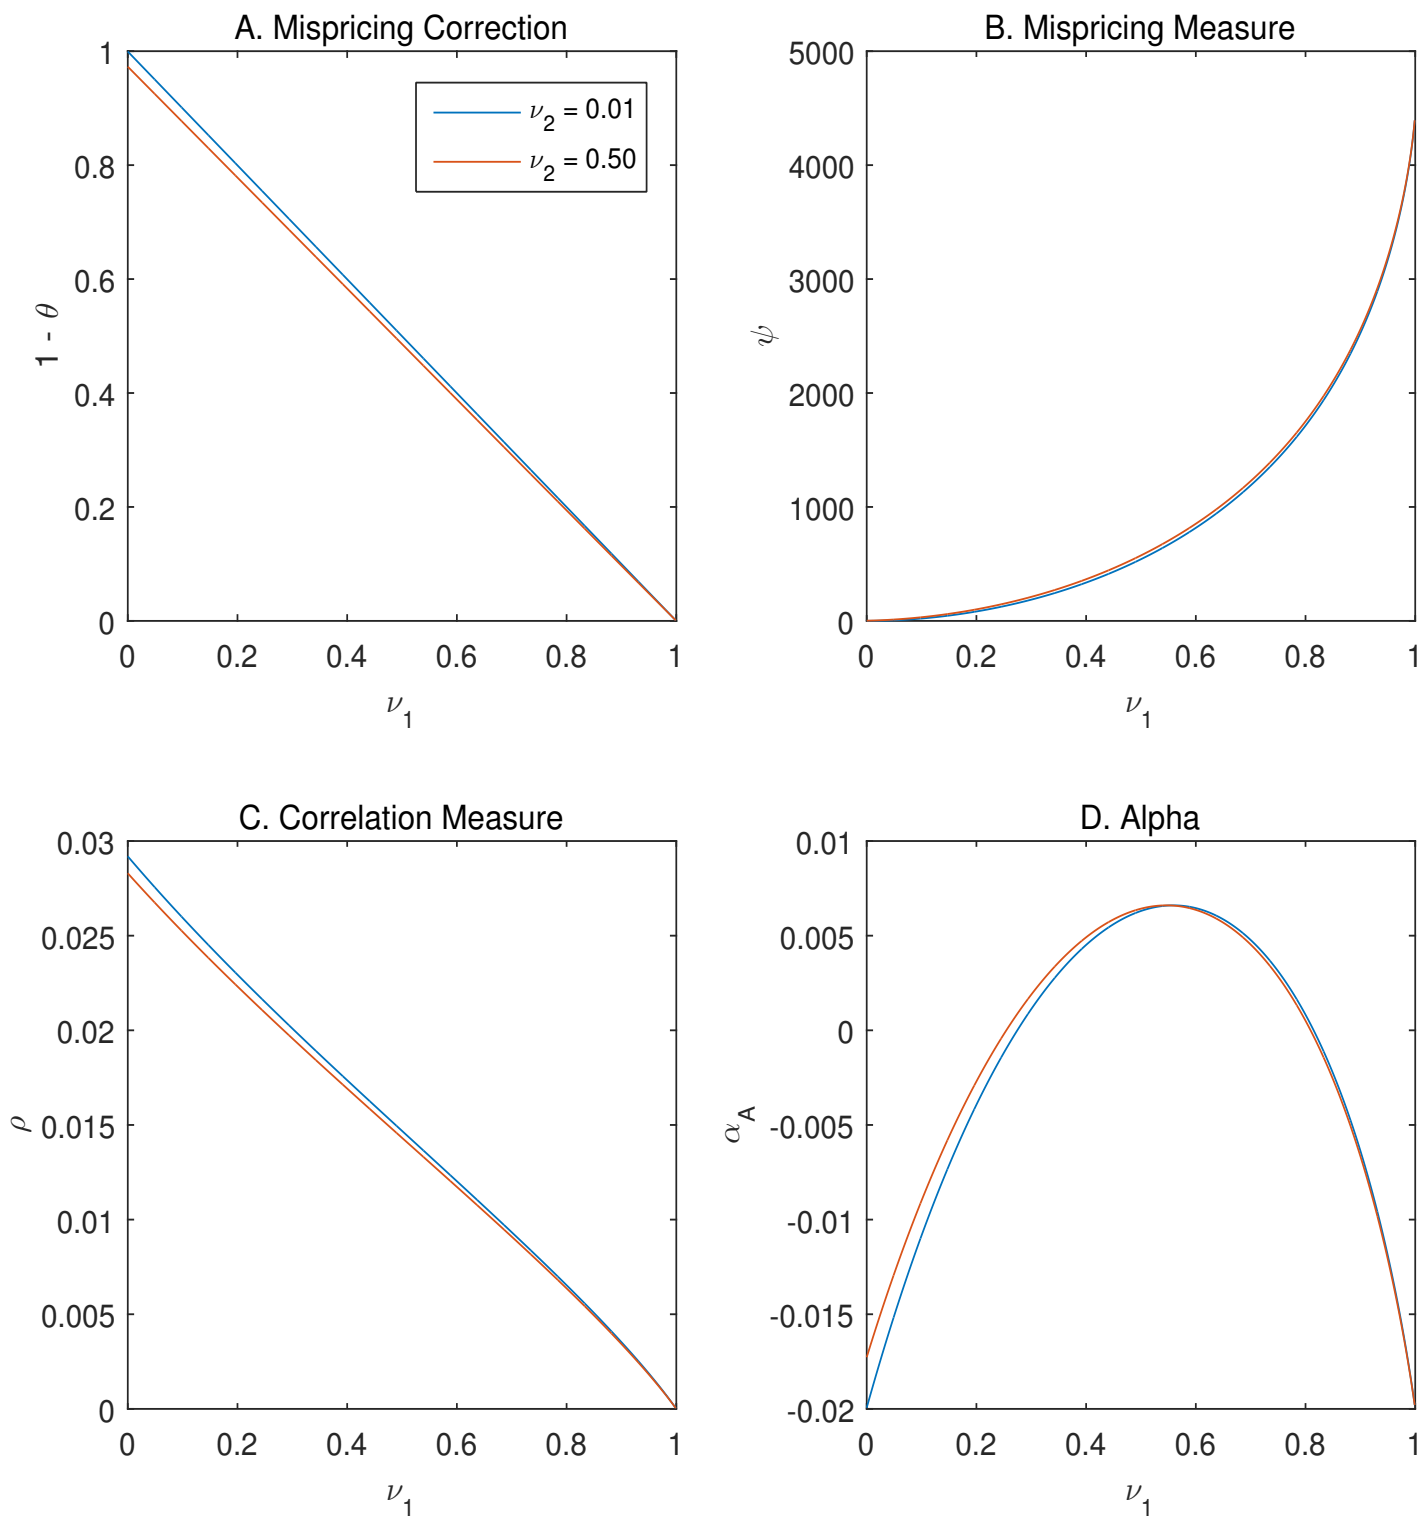 A. Mispricing Correction
1
0.8
0.6
0.4
0.2
0
1 - θ
ν2 = 0.01
ν2 = 0.50
0 0.2 0.4 0.6 0.8 1
ν1
B. Mispricing Measure
5000
4000
3000
2000
1000
0
ψ
0 0.2 0.4 0.6 0.8 1
ν1
C. Correlation Measure
0.03
0.025
0.02
0.015
0.01
0.005
0
ρ
0 0.2 0.4 0.6 0.8 1
ν1
D. Alpha
0.01
0.005
0
-0.005
-0.01
-0.015
-0.02
αA
0 0.2 0.4 0.6 0.8 1
ν1